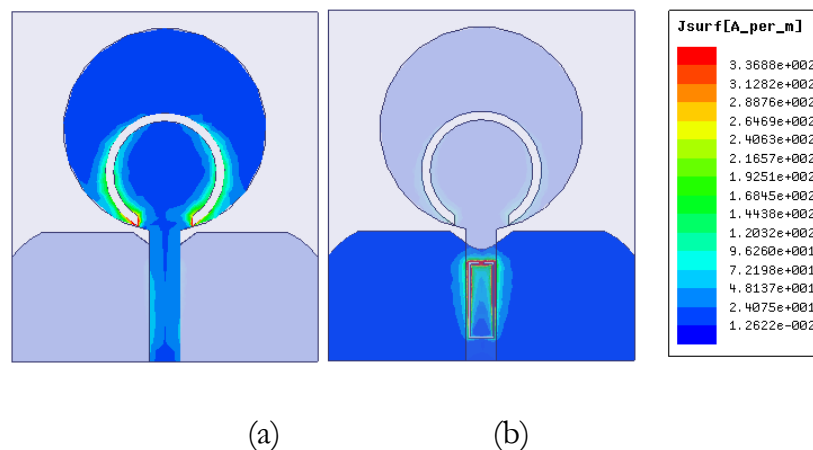 Jsurf[A_per_m]
3.3688e+002
3.1282e+002
2.8876e+002
2.6469e+002
2.4063e+002
2.1657e+002
1.9251e+002
1.6845e+002
1.4438e+002
1.2032e+002
9.6260e+001
7.2198e+001
4.8137e+001
2.4075e+001
1.2622e-002
(a) (b)